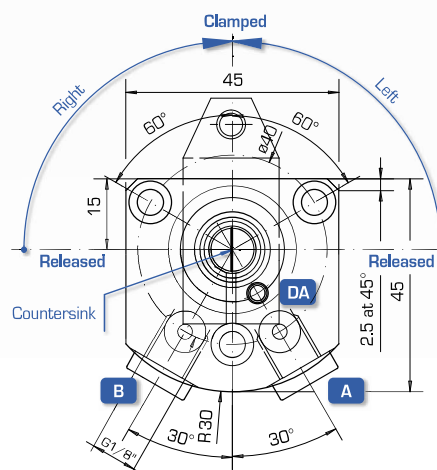 Clamped
45
Right
Left
60°
60°
ø40
15
Released
Released
2.5 at 45°
45
Countersink
DA
B
A
G1/8"
30°
R30
30°